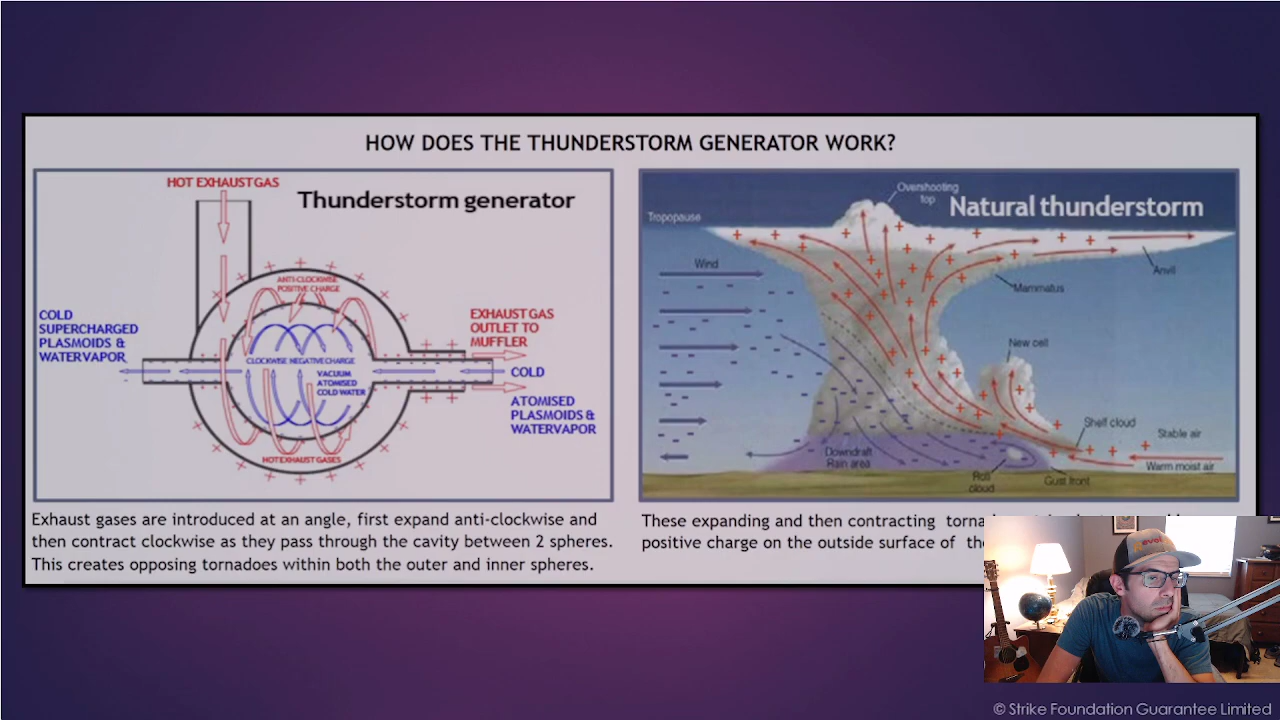 HOW DOES THE THUNDERSTORM GENERATOR WORK?
HOT EXHAUST GAS
Thunderstorm generator
ANTI-CLOCKWISE
POSITIVE CHARGE
COLD
SUPERCHARGED
PLASMOIDS &
WATERVAPOR
EXHAUST GAS
OUTLET TO
MUFFLER
CLOCKWISE NEGATIVE CHARGE
VACUUM
ATOMISED
COLD WATER
COLD
ATOMISED
PLASMOIDS &
WATERVAPOR
HOT EXHAUST GASES
Overshooting
top
Natural thunderstorm
Tropopause
Wind
Anvil
Mammatus
New cell
Shelf cloud
Stable air
Downdraft
Rain area
Warm moist air
Roll
cloud
Gust front
Exhaust gases are introduced at an angle, first expand anti-clockwise and
then contract clockwise as they pass through the cavity between 2 spheres.
This creates opposing tornadoes within both the outer and inner spheres.
These expanding and then contracting
positive charge on the outside surface of
evol
© Strike Foundation Guarantee Limited